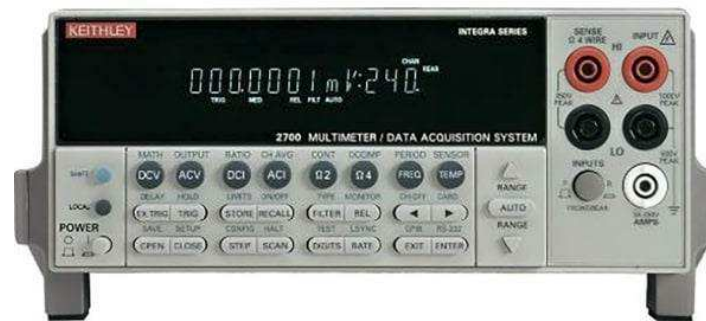 KEITHLEY
INTEGRA SERIES
CHAN
REAR
000.0001 mV:240.
TRIG MED REL FILT AUTO
2700 MULTIMETER / DATA ACQUISITION SYSTEM
SENSE
Ω 4 WIRE
INPUT
HI
350V
PEAK
1000V
PEAK
LO
500V
PEAK
INPUTS
F R
FRONT/REAR
AMPS
MATH OUTPUT RATIO CH AVG CONT OCOMP PERIOD SENSOR
SHIFT DCV ACV DCI ACI Ω2 Ω4 FREQ TEMP
DELAY HOLD LIMITS ON/OFF TYPE MONITOR CH-OFF CARD
LOCAL EX TRIG TRIG STORE RECALL FILTER REL
RANGE
AUTO
RANGE
POWER
SAVE SETUP CONFIG HALT TEST LSYNC GPIB RS-232
OPEN CLOSE STEP SCAN DIGITS RATE EXIT ENTER